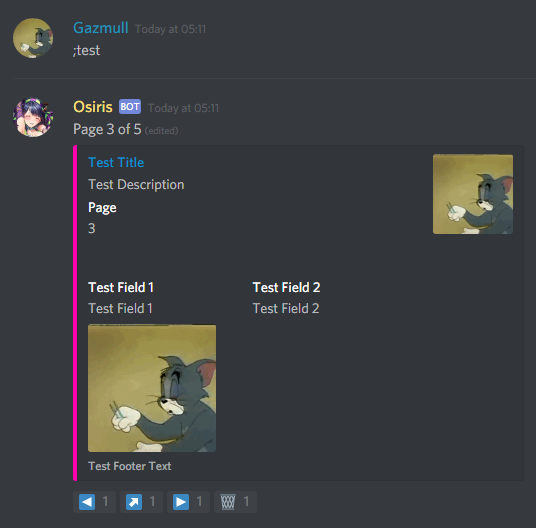 Gazmull Today at 05:11
;test
Osiris BOT Today at 05:11
Page 3 of 5 (edited)
Test Title
Test Description
Page
3
Test Field 1 Test Field 2
Test Field 1 Test Field 2
Test Footer Text
1 1 1 1